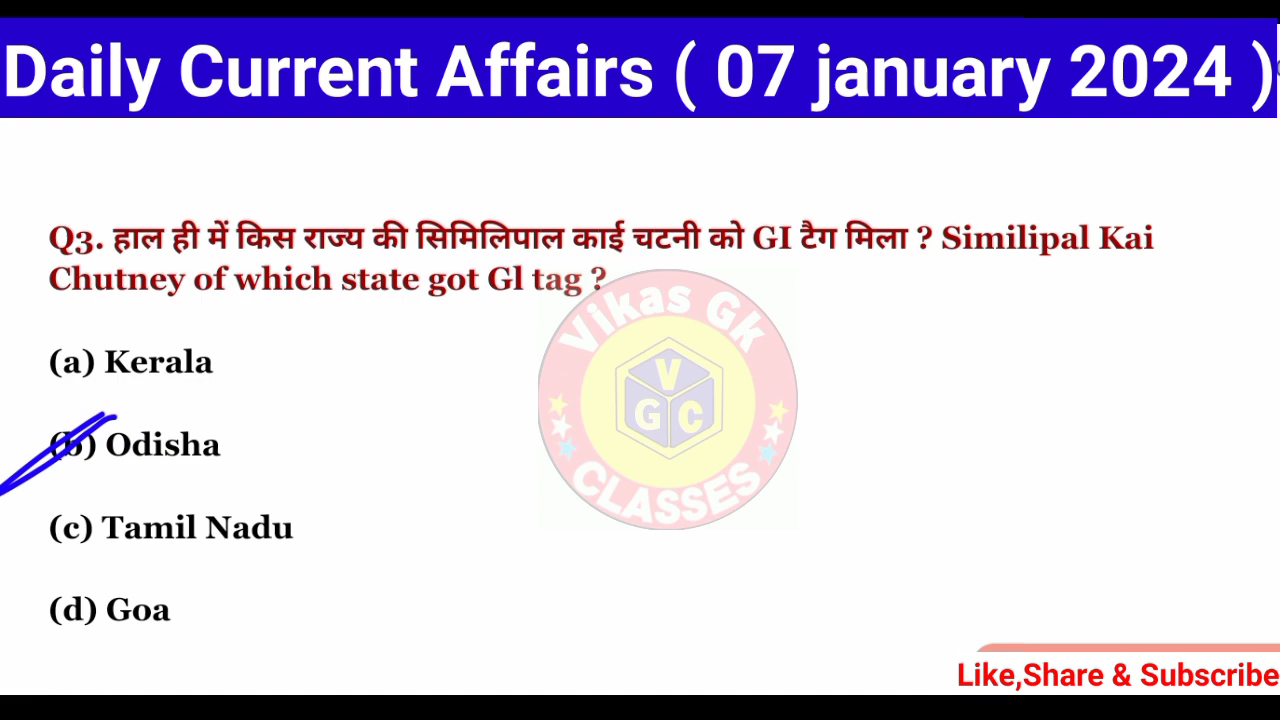 Daily Current Affairs ( 07 january 2024 )
Q3. हाल ही में किस राज्य की सिमिलिपाल काई चटनी को GI टैग मिला ? Similipal Kai
Chutney of which state got Gl tag ?
Vikas Gk
V
G C
CLASSES
(a) Kerala
(b) Odisha
(c) Tamil Nadu
(d) Goa
Like,Share & Subscribe